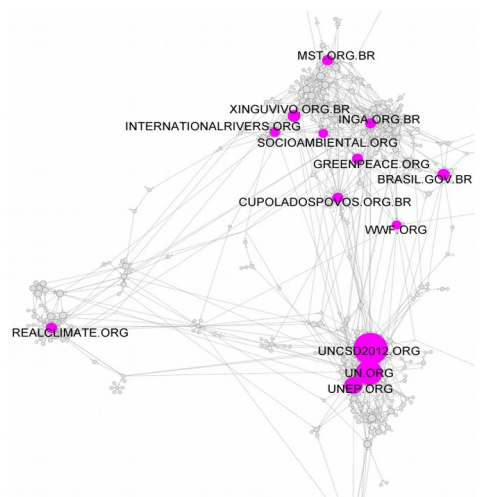 MST.ORG.BR
XINGUVIVO.ORG.BR
INGA.ORG.BR
INTERNATIONALRIVERS.ORG
SOCIOAMBIENTAL.ORG
GREENPEACE.ORG
BRASIL.GOV.BR
CUPOLADOSPOVOS.ORG.BR
WWF.ORG
REALCLIMATE.ORG
UNCSD2012.ORG
UN.ORG
UNEP.ORG